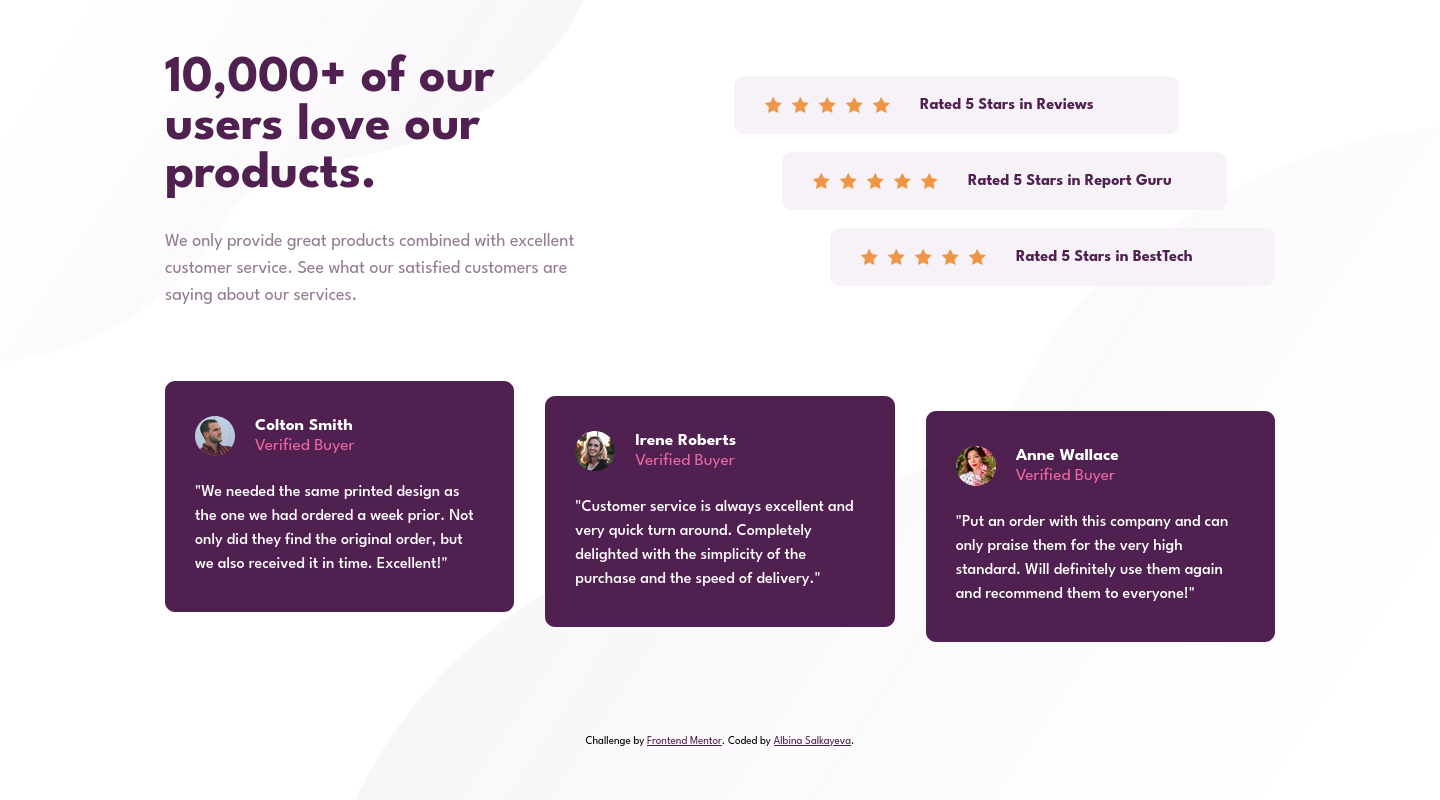 10,000+ of our
users love our
products.
We only provide great products combined with excellent
customer service. See what our satisfied customers are
saying about our services.
Rated 5 Stars in Reviews
Rated 5 Stars in Report Guru
Rated 5 Stars in BestTech
Colton Smith
Verified Buyer
"We needed the same printed design as
the one we had ordered a week prior. Not
only did they find the original order, but
we also received it in time. Excellent!"
Irene Roberts
Verified Buyer
"Customer service is always excellent and
very quick turn around. Completely
delighted with the simplicity of the
purchase and the speed of delivery."
Anne Wallace
Verified Buyer
"Put an order with this company and can
only praise them for the very high
standard. Will definitely use them again
and recommend them to everyone!"
Challenge by Frontend Mentor. Coded by Albina Salkayeva.